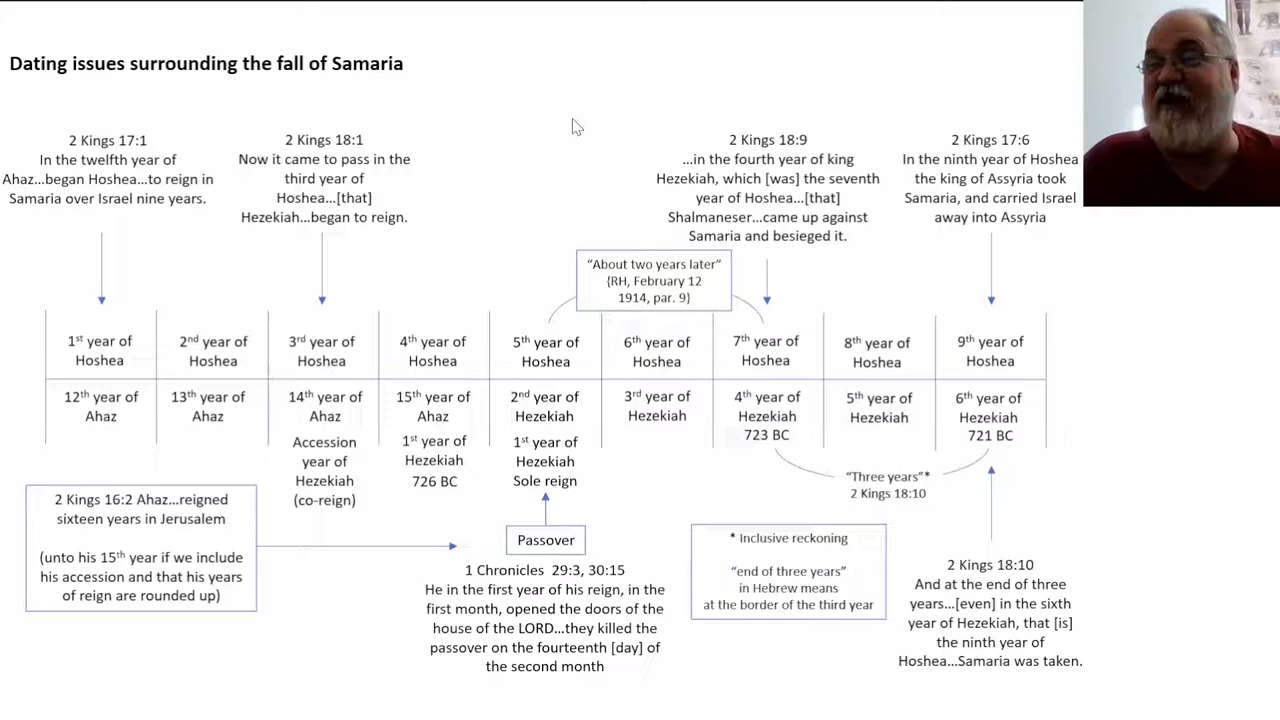 Dating issues surrounding the fall of Samaria
2 Kings 17:1
In the twelfth year of
Ahaz…began Hoshea…to reign in
Samaria over Israel nine years.
2 Kings 18:1
Now it came to pass in the
third year of
Hoshea…[that]
Hezekiah…began to reign.
2 Kings 18:9
…in the fourth year of king
Hezekiah, which [was] the seventh
year of Hoshea…[that]
Shalmaneser…came up against
Samaria and besieged it.
2 Kings 17:6
In the ninth year of Hoshea
the king of Assyria took
Samaria, and carried Israel
away into Assyria
“About two years later”
{RH, February 12
1914, par. 9}
1st year of
Hoshea
2nd year of
Hoshea
3rd year of
Hoshea
4th year of
Hoshea
5th year of
Hoshea
6th year of
Hoshea
7th year of
Hoshea
8th year of
Hoshea
9th year of
Hoshea
12th year of
Ahaz
13th year of
Ahaz
14th year of
Ahaz
Accession
year of
Hezekiah
(co-reign)
15th year of
Ahaz
1st year of
Hezekiah
726 BC
2nd year of
Hezekiah
1st year of
Hezekiah
Sole reign
3rd year of
Hezekiah
4th year of
Hezekiah
723 BC
5th year of
Hezekiah
6th year of
Hezekiah
721 BC
“Three years”*
2 Kings 18:10
2 Kings 16:2 Ahaz…reigned
sixteen years in Jerusalem
(unto his 15th year if we include
his accession and that his years
of reign are rounded up)
Passover
1 Chronicles 29:3, 30:15
He in the first year of his reign, in the
first month, opened the doors of the
house of the LORD…they killed the
passover on the fourteenth [day] of
the second month
* Inclusive reckoning
“end of three years”
in Hebrew means
at the border of the third year
2 Kings 18:10
And at the end of three
years…[even] in the sixth
year of Hezekiah, that [is]
the ninth year of
Hoshea…Samaria was taken.